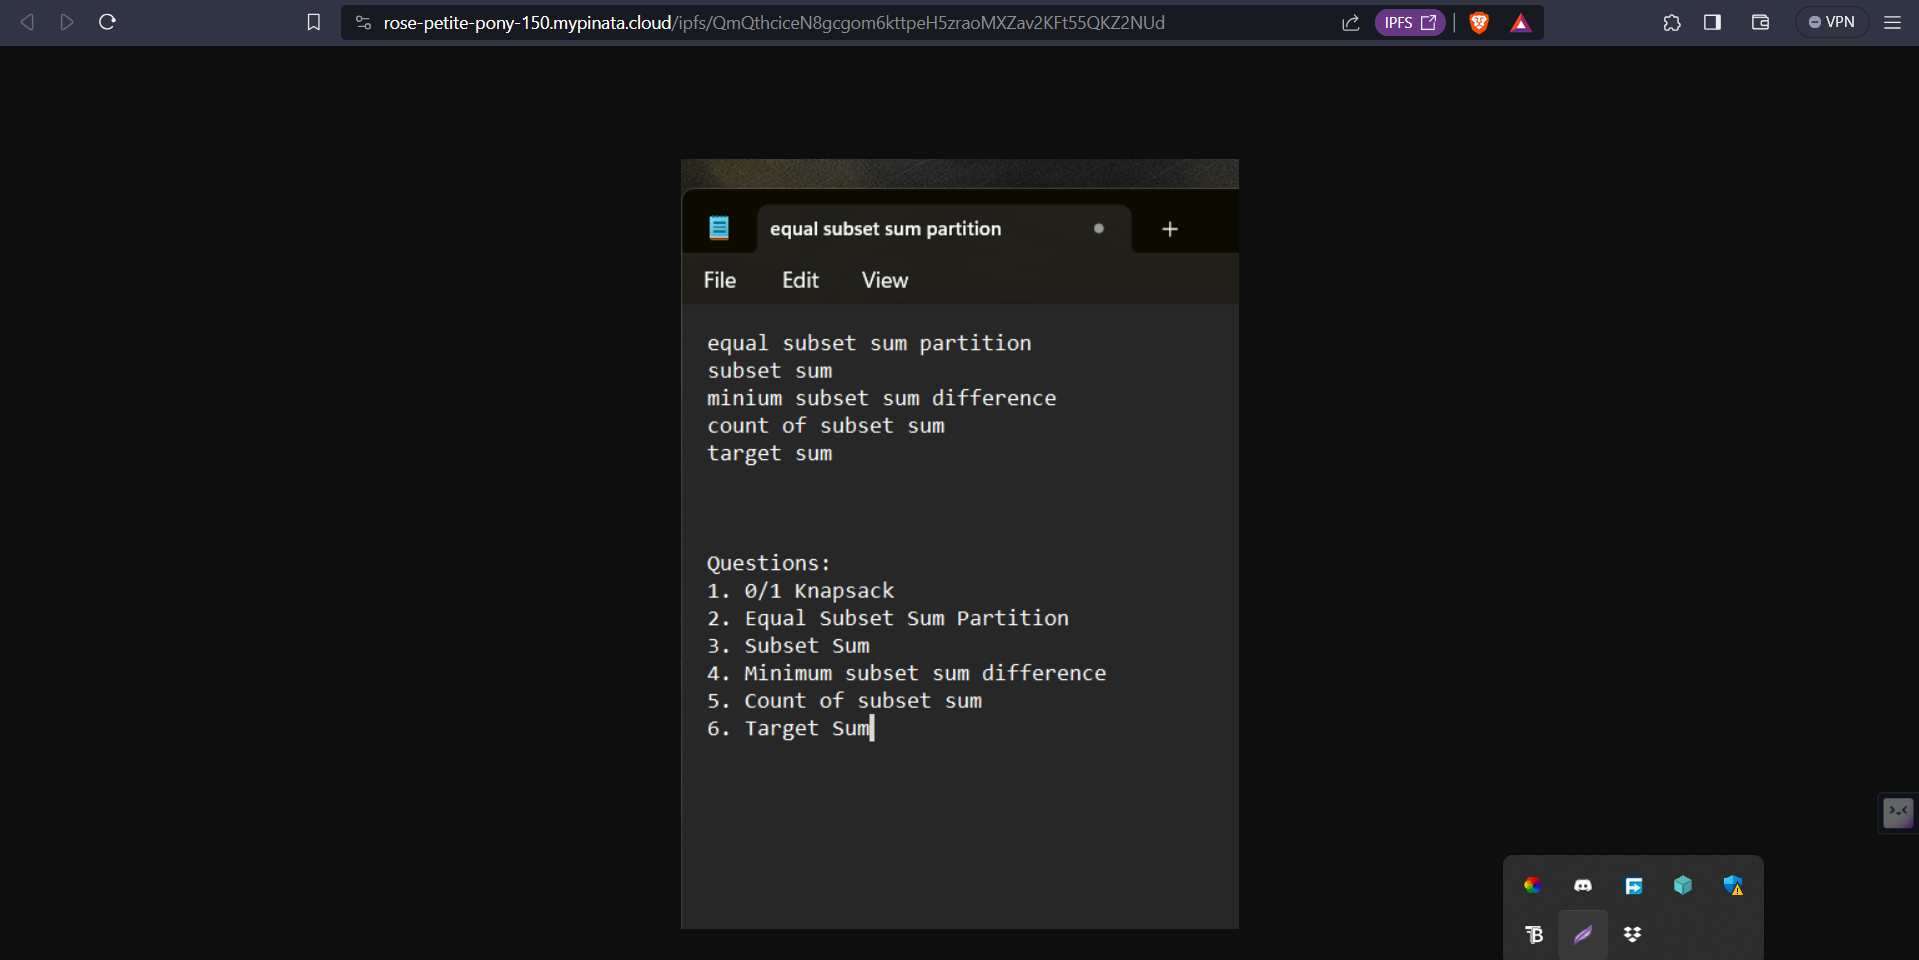 rose-petite-pony-150.mypinata.cloud/ipfs/QmQthciceN8gcgom6kttpeH5zraoMXZav2KFt55QKZ2NUd
IPFS
VPN
equal subset sum partition
File Edit View
equal subset sum partition
subset sum
minium subset sum difference
count of subset sum
target sum
Questions:
1. 0/1 Knapsack
2. Equal Subset Sum Partition
3. Subset Sum
4. Minimum subset sum difference
5. Count of subset sum
6. Target Sum